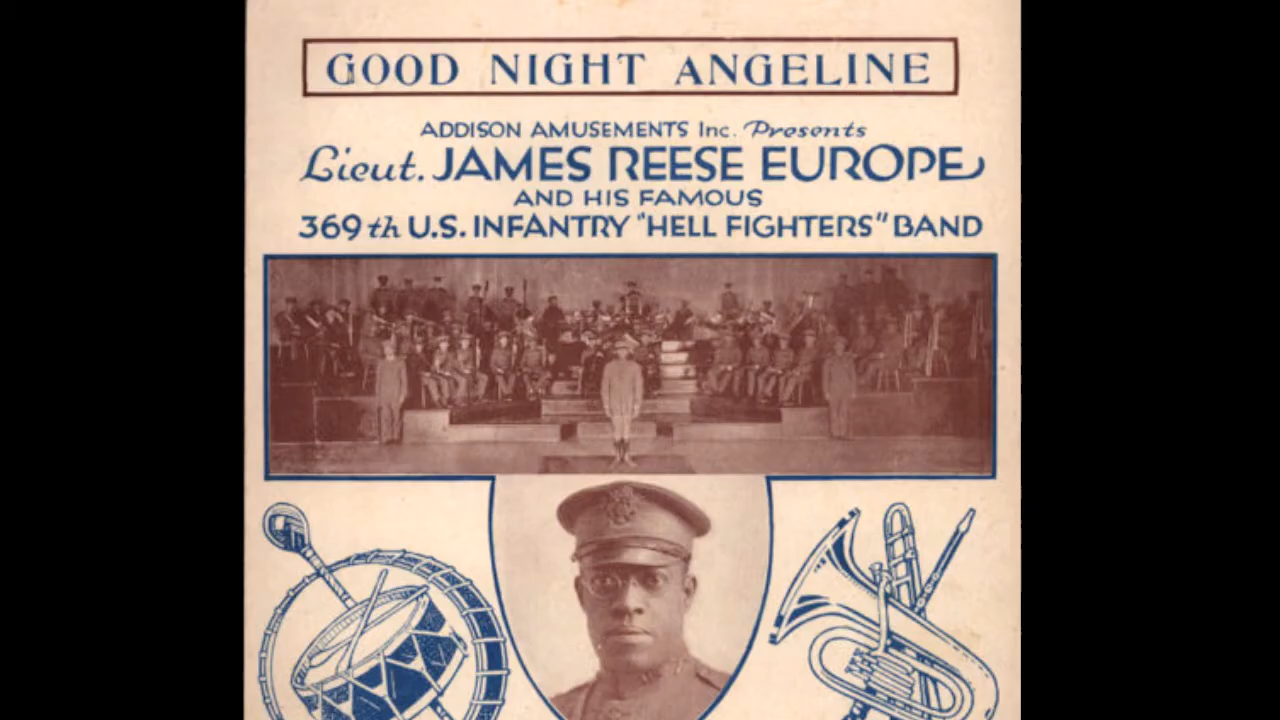 GOOD NIGHT ANGELINE
ADDISON AMUSEMENTS Inc. Presents
Lieut. JAMES REESE EUROPE
AND HIS FAMOUS
369th U.S. INFANTRY "HELL FIGHTERS" BAND